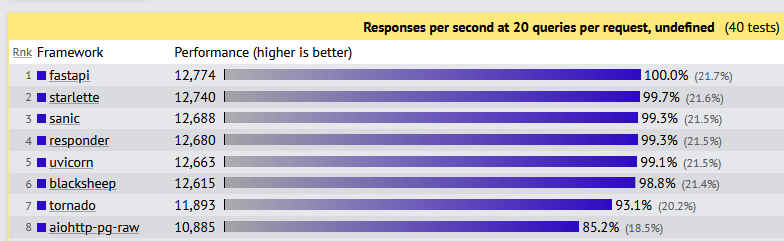 Responses per second at 20 queries per request, undefined (40 tests)
Rnk Framework Performance (higher is better)
1 fastapi 12,774 100.0% (21.7%)
2 starlette 12,740 99.7% (21.6%)
3 sanic 12,688 99.3% (21.5%)
4 responder 12,680 99.3% (21.5%)
5 uvicorn 12,663 99.1% (21.5%)
6 blacksheep 12,615 98.8% (21.4%)
7 tornado 11,893 93.1% (20.2%)
8 aiohttp-pg-raw 10,885 85.2% (18.5%)